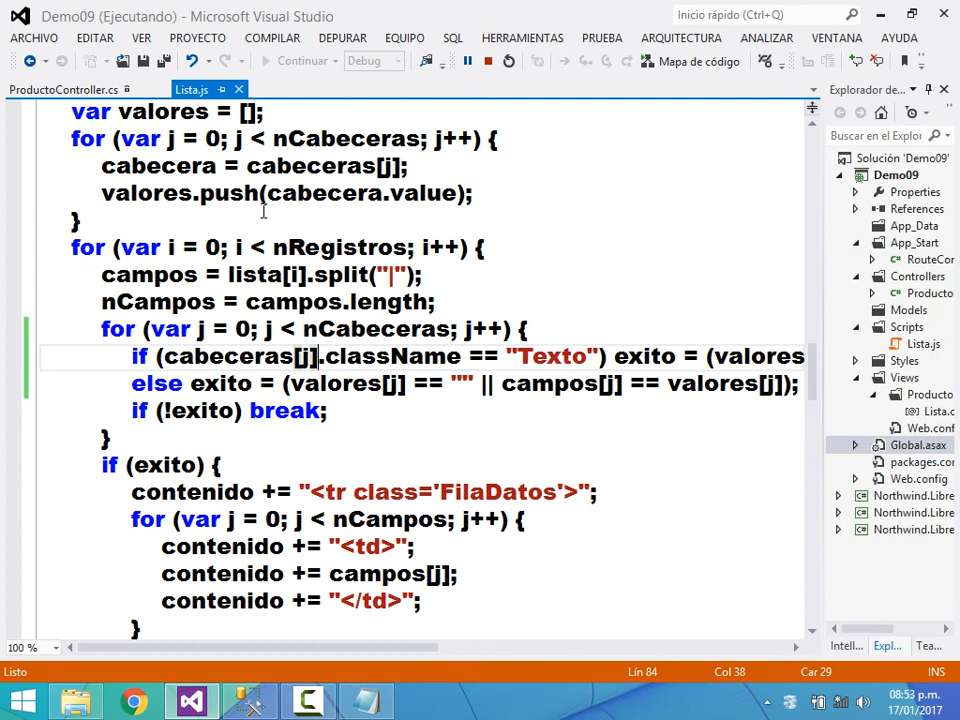 Demo09 (Ejecutando) - Microsoft Visual Studio
Inicio rápido (Ctrl+Q)
ARCHIVO EDITAR VER PROYECTO COMPILAR DEPURAR EQUIPO SQL HERRAMIENTAS PRUEBA ARQUITECTURA ANALIZAR VENTANA AYUDA
Continuar Debug Mapa de código
ProductoController.cs Lista.js
Explorador de...
Buscar en el Explor
var valores = [];
for (var j = 0; j < nCabeceras; j++) {
cabecera = cabeceras[j];
valores.push(cabecera.value);
}
for (var i = 0; i < nRegistros; i++) {
campos = lista[i].split("|");
nCampos = campos.length;
for (var j = 0; j < nCabeceras; j++) {
if (cabeceras[j].className == "Texto") exito = (valores
else exito = (valores[j] == "" || campos[j] == valores[j]);
if (!exito) break;
}
if (exito) {
contenido += "<tr class='FilaDatos'>";
for (var j = 0; j < nCampos; j++) {
contenido += "<td>";
contenido += campos[j];
contenido += "</td>";
}
Solución 'Demo09'
Demo09
Properties
References
App_Data
App_Start
RouteCor
Controllers
Producto
Models
Scripts
Lista.js
Styles
Views
Producto
Lista.c
Web.conf
Global.asax
packages.cor
Web.config
Northwind.Libre
Northwind.Libre
Northwind.Libre
100 %
Intell... Expl... Tea...
Listo Lín 84 Col 38 Car 29 INS
08:53 p.m.
17/01/2017